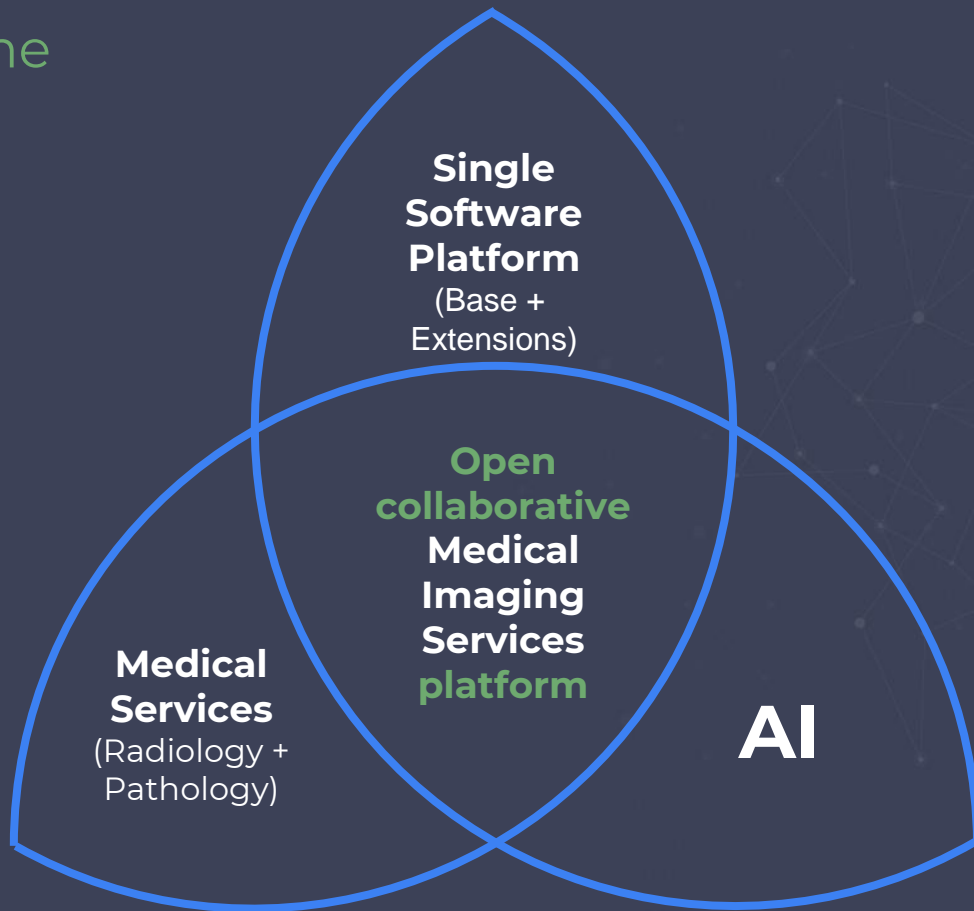 ne
Single
Software
Platform
(Base +
Extensions)
Open
collaborative
Medical
Imaging
Services
platform
Medical
Services
(Radiology +
Pathology)
AI